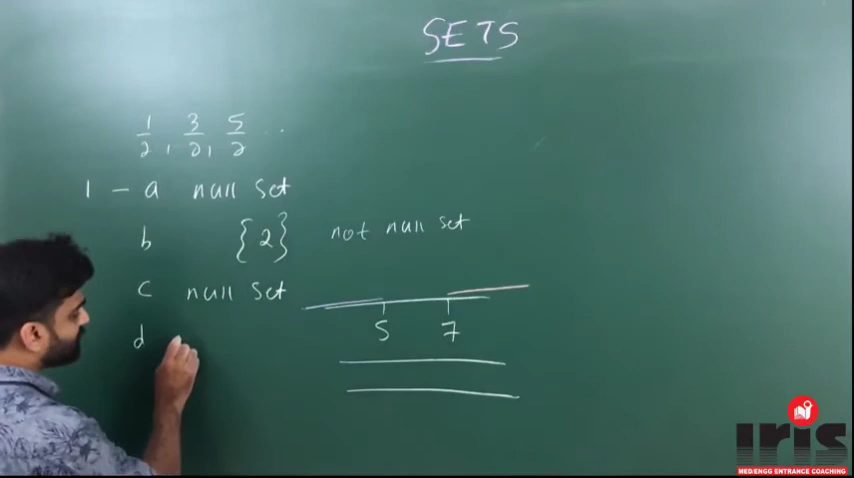 SETS
1/2, 3/2, 5/2 ..
1 - a null set
b {2} not null set
c null set
5 7
d
iris
MED/ENGG ENTRANCE COACHING